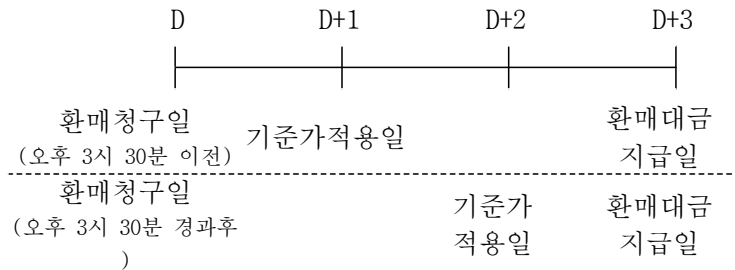 D D+1 D+2 D+3
환매청구일
(오후 3시 30분 이전)
기준가적용일
환매대금
지급일
환매청구일
(오후 3시 30분 경과후
)
기준가
적용일
환매대금
지급일